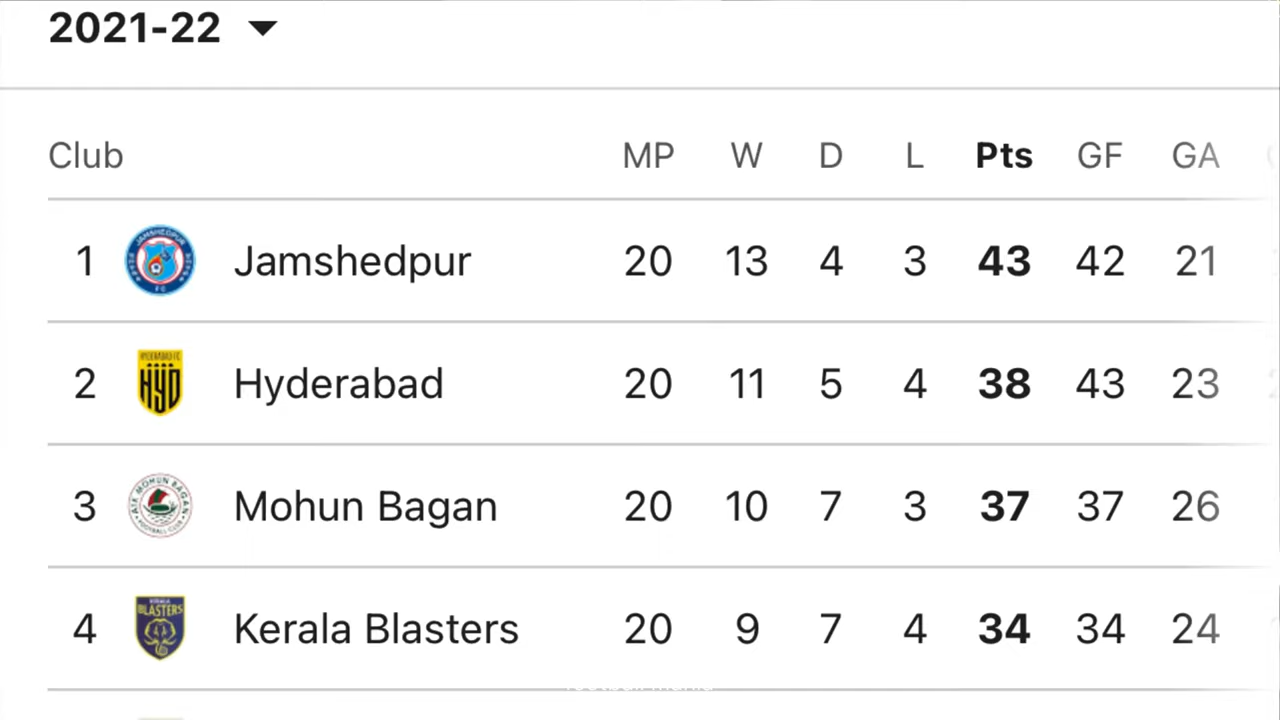 2021-22
Club MP W D L Pts GF GA
1 Jamshedpur 20 13 4 3 43 42 21
2 HYD Hyderabad 20 11 5 4 38 43 23
3 Mohun Bagan 20 10 7 3 37 37 26
4 BLASTERS Kerala Blasters 20 9 7 4 34 34 24